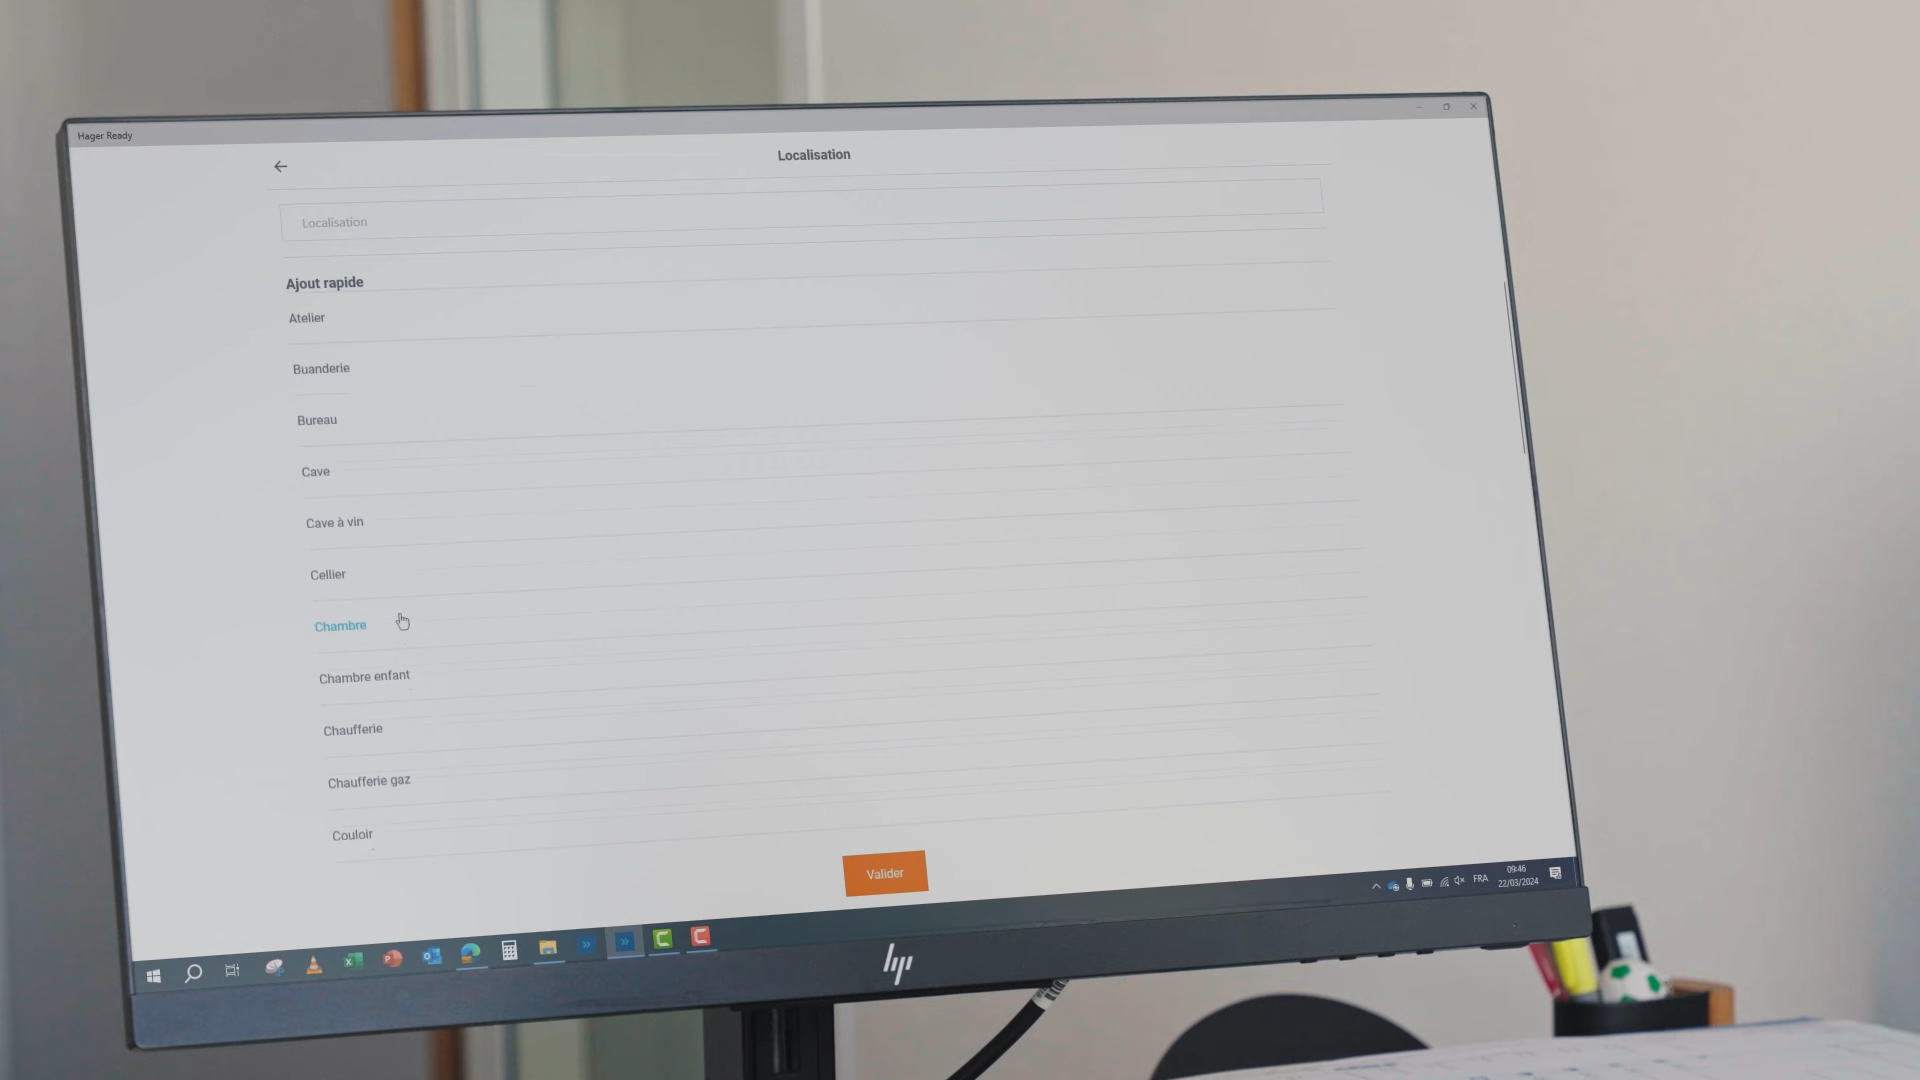 Hager Ready
Localisation
Localisation
Ajout rapide
Atelier
Buanderie
Bureau
Cave
Cave à vin
Cellier
Chambre
Chambre enfant
Chaufferie
Chaufferie gaz
Couloir
Valider
FRA
09:46
22/03/2024
hp